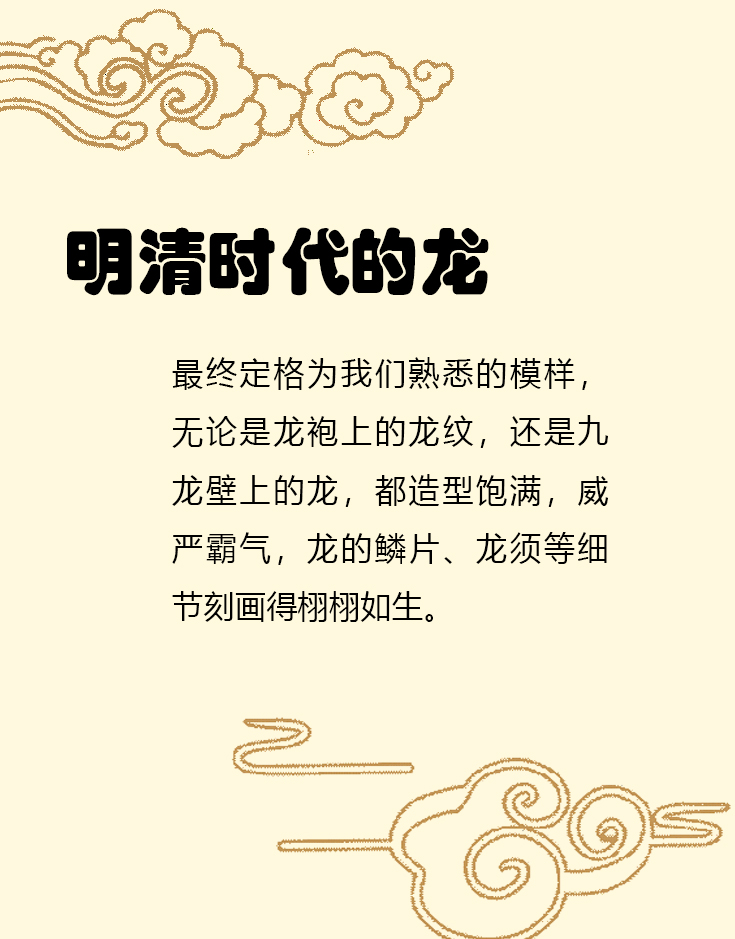 明清时代的龙
最终定格为我们熟悉的模样，
无论是龙袍上的龙纹，还是九
龙壁上的龙，都造型饱满，威
严霸气，龙的鳞片、龙须等细
节刻画得栩栩如生。